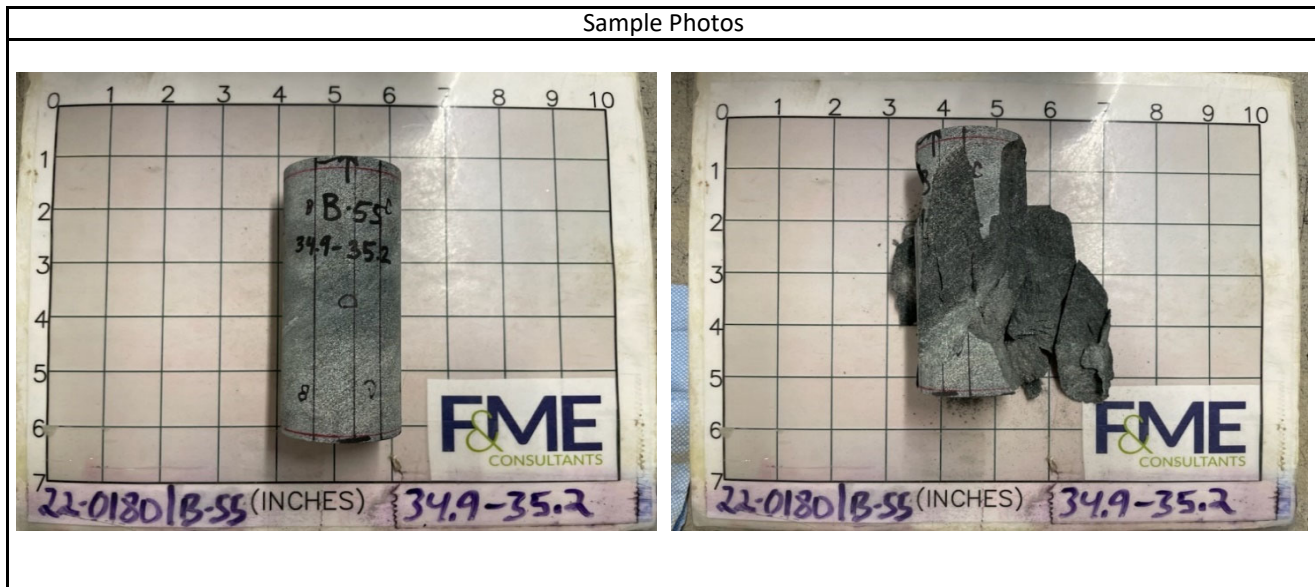 Sample Photos
0 1 2 3 4 5 6 7 8 9 10
1
2
3
4
5
6
7
B B-55 C
34.9-35.2
D
B C
F&ME
CONSULTANTS
22-0180/B-55 (INCHES) 34.9-35.2
0 1 2 3 4 5 6 7 8 9 10
1
2
3
4
5
6
7
B C
F&ME
CONSULTANTS
22-0180/B-55 (INCHES) 34.9-35.2